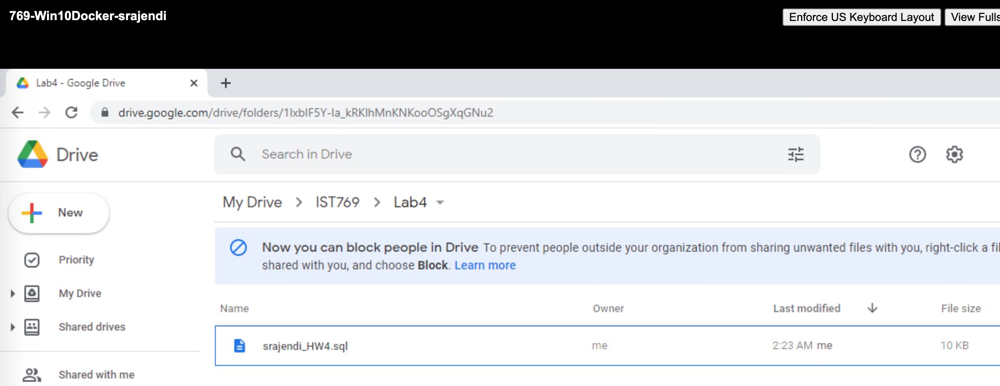 769-Win10Docker-srajendi
Enforce US Keyboard Layout
View Fulls
Lab4 - Google Drive
drive.google.com/drive/folders/1IxbIF5Y-Ia_kRKIhMnKNKooOSgXqGNu2
Drive
Search in Drive
New
My Drive > IST769 > Lab4
Now you can block people in Drive To prevent people outside your organization from sharing unwanted files with you, right-click a fil
shared with you, and choose Block. Learn more
Priority
My Drive
Shared drives
Shared with me
Name Owner Last modified File size
srajendi_HW4.sql me 2:23 AM me 10 KB